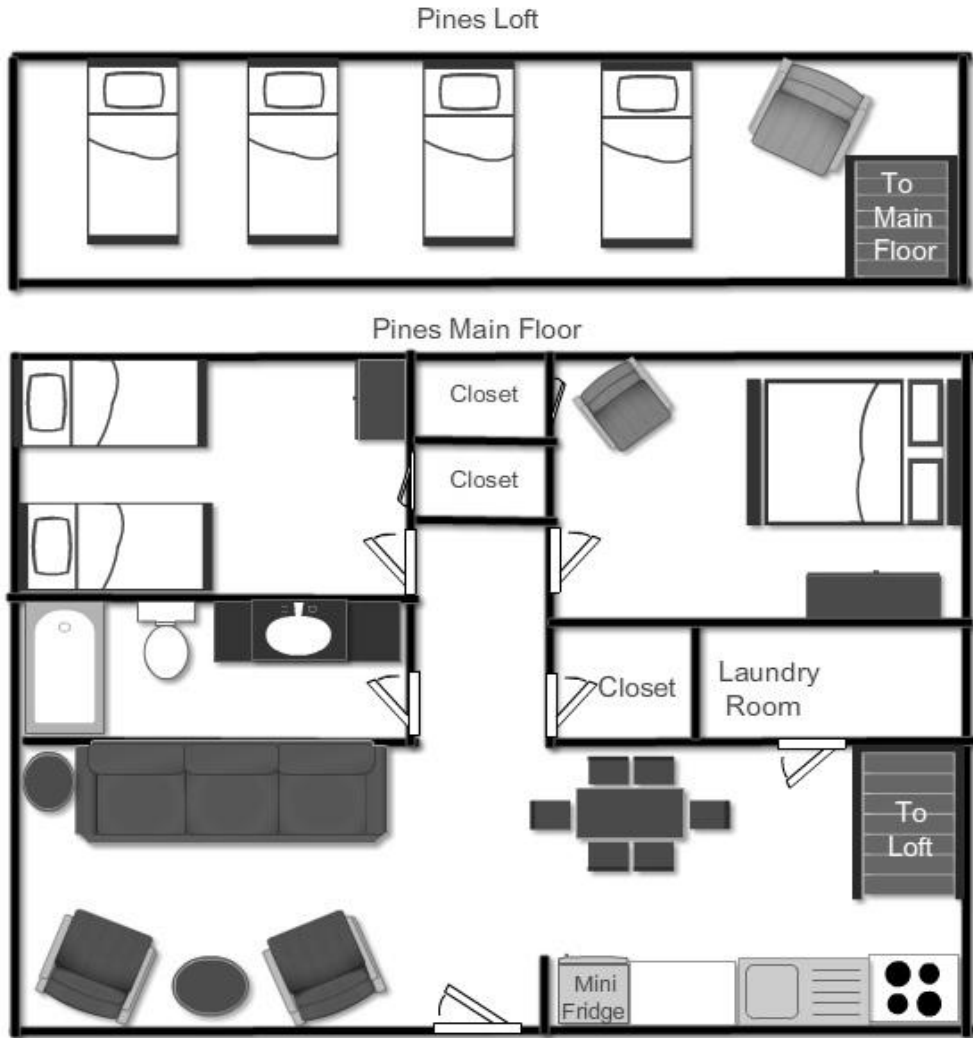 Pines Loft
To
Main
Floor
Pines Main Floor
Closet
Closet
Closet
Laundry
Room
To
Loft
Mini
Fridge